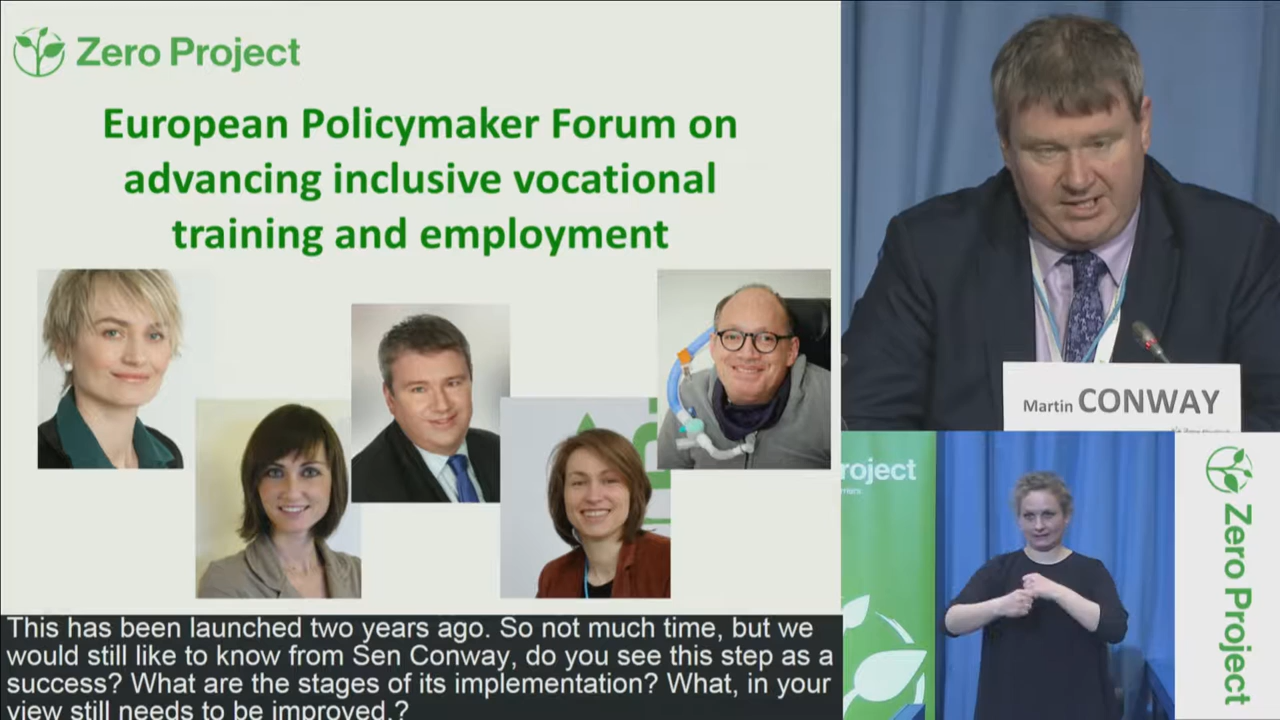 Zero Project
European Policymaker Forum on
advancing inclusive vocational
training and employment
Martin CONWAY
roject
Zero Project
This has been launched two years ago. So not much time, but we
would still like to know from Sen Conway, do you see this step as a
success? What are the stages of its implementation? What, in your
view still needs to be improved.?